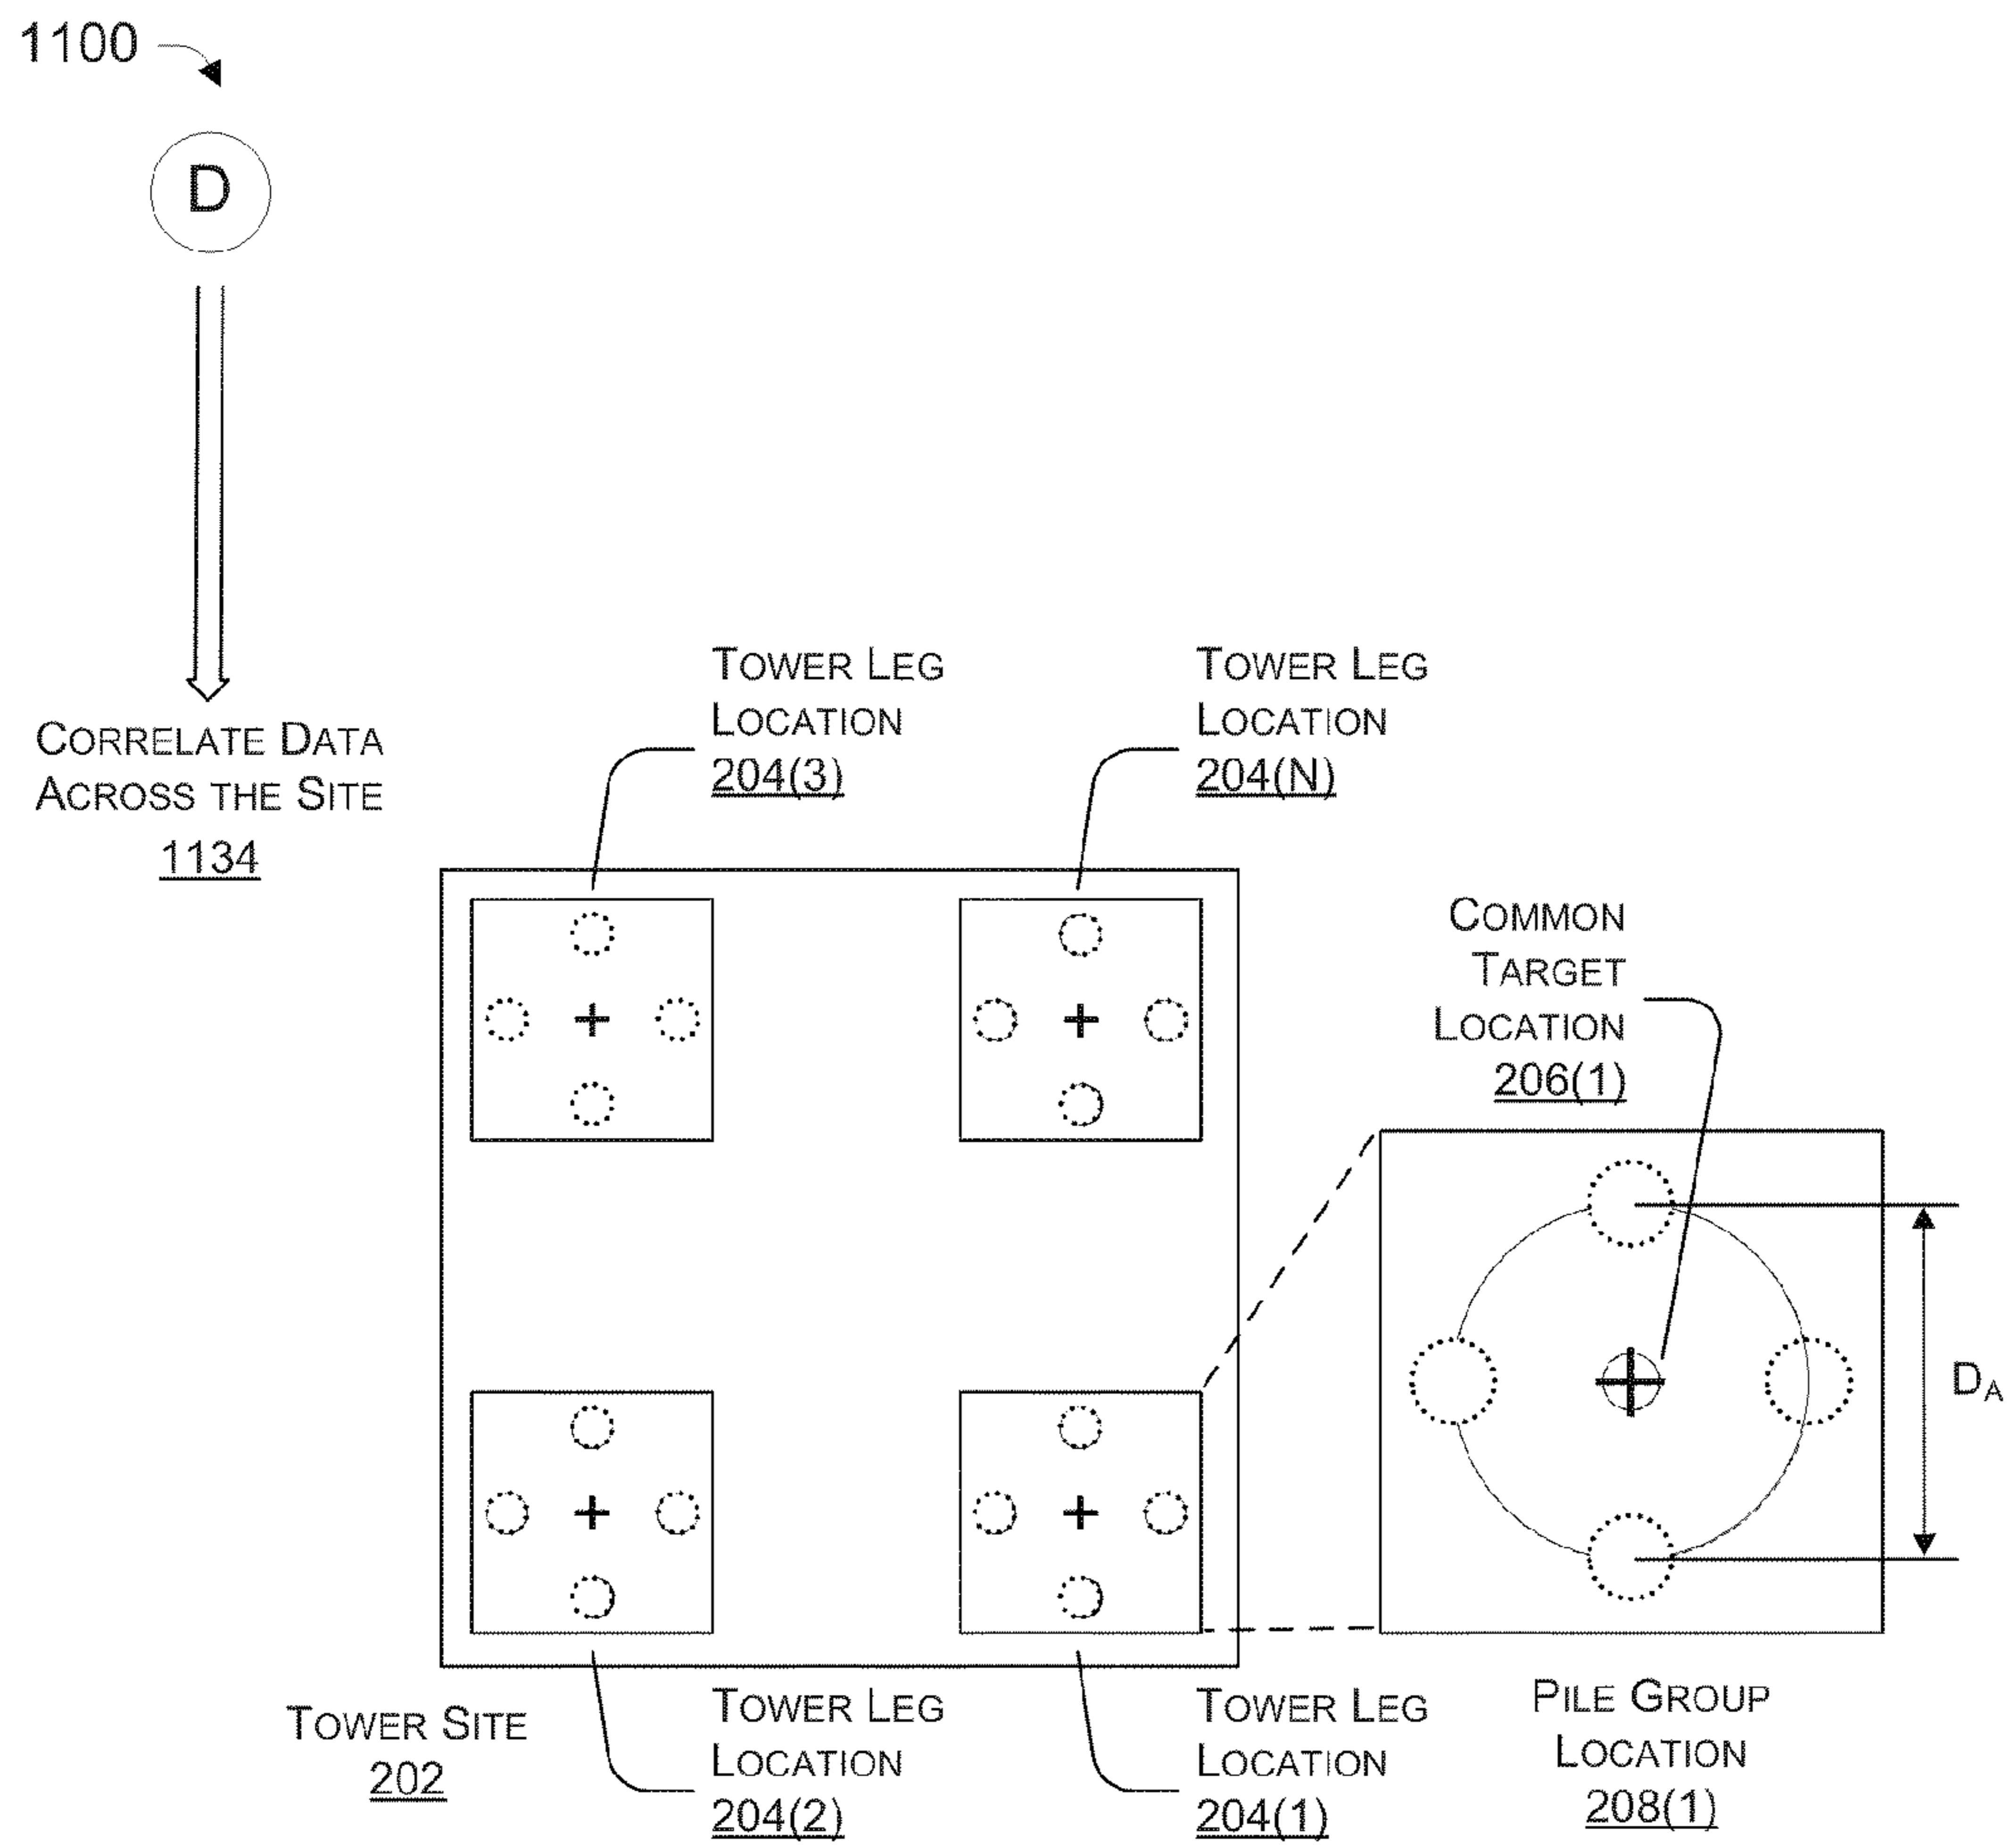 1100
D
TOWER LEG
LOCATION
204(3)
TOWER LEG
LOCATION
204(N)
CORRELATE DATA
ACROSS THE SITE
1134
COMMON
TARGET
LOCATION
206(1)
DA
TOWER SITE
202
TOWER LEG
LOCATION
204(2)
TOWER LEG
LOCATION
204(1)
PILE GROUP
LOCATION
208(1)